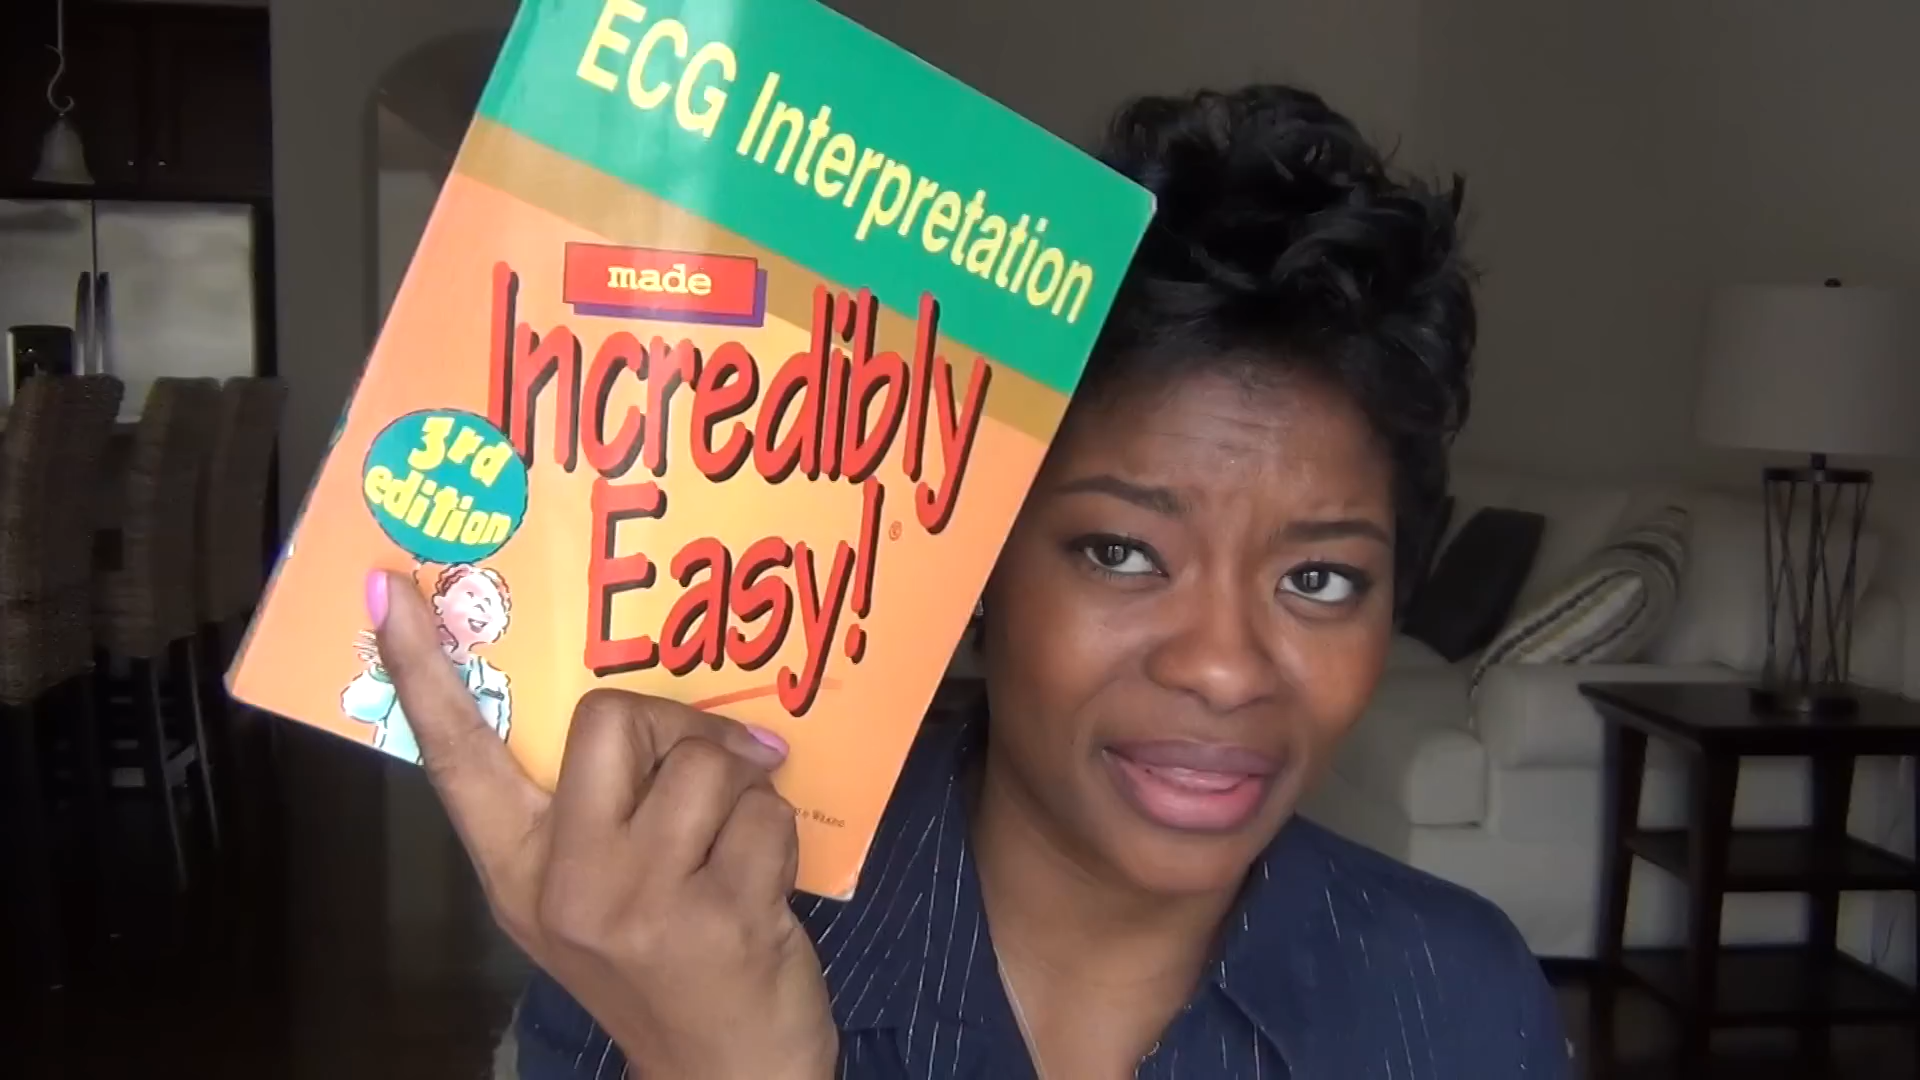 ECG Interpretation
made
Incredibly
Easy!®
3rd
edition